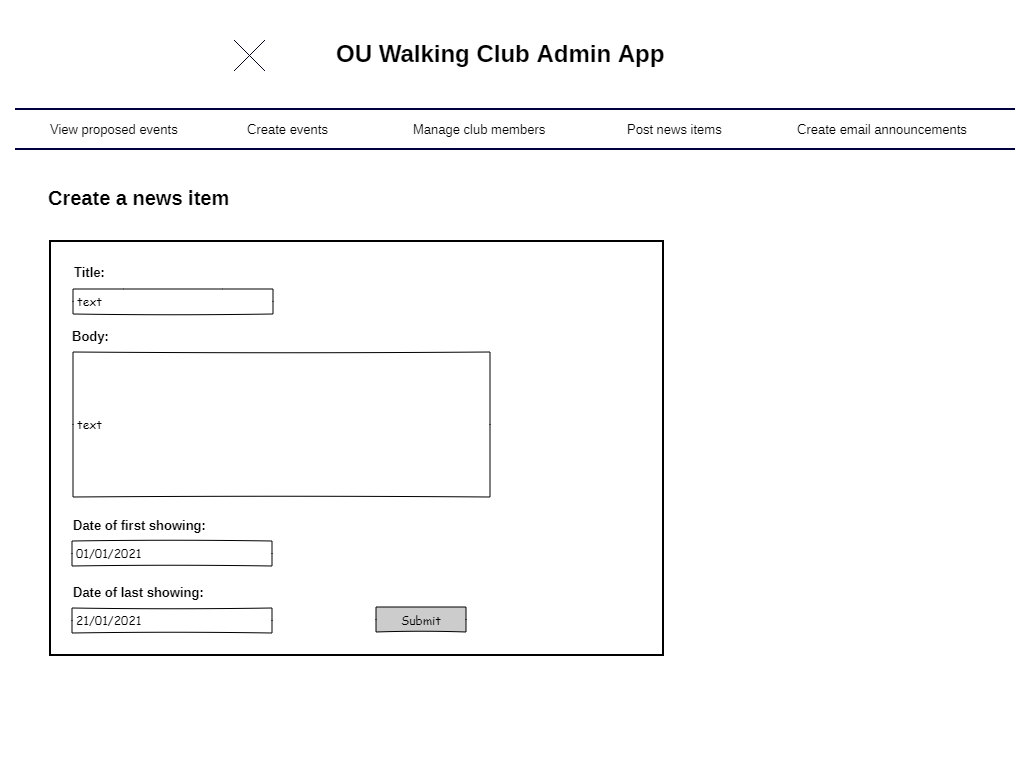 OU Walking Club Admin App
View proposed events Create events Manage club members Post news items Create email announcements
Create a news item
Title:
text
Body:
text
Date of first showing:
01/01/2021
Date of last showing:
21/01/2021 Submit